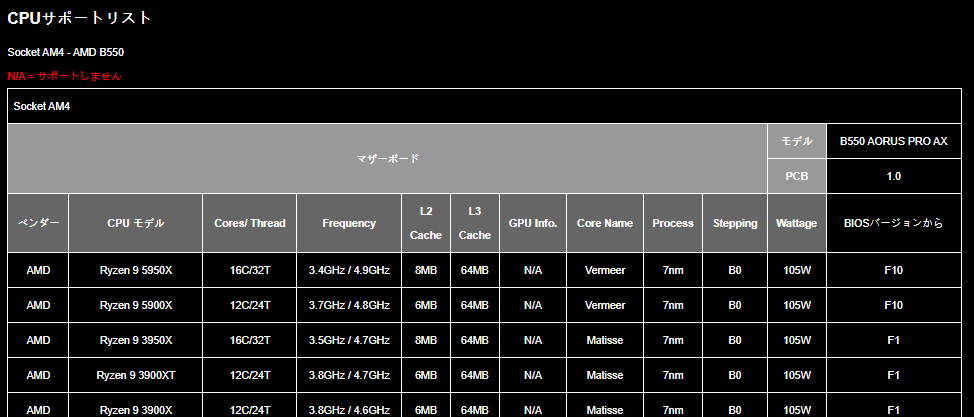 CPUサポートリスト
Socket AM4 - AMD B550
N/A = サポートしません
Socket AM4
マザーボード モデル B550 AORUS PRO AX
PCB 1.0
ベンダー CPU モデル Cores/ Thread Frequency L2 Cache L3 Cache GPU Info. Core Name Process Stepping Wattage BIOSバージョンから
AMD Ryzen 9 5950X 16C/32T 3.4GHz / 4.9GHz 8MB 64MB N/A Vermeer 7nm B0 105W F10
AMD Ryzen 9 5900X 12C/24T 3.7GHz / 4.8GHz 6MB 64MB N/A Vermeer 7nm B0 105W F10
AMD Ryzen 9 3950X 16C/32T 3.5GHz / 4.7GHz 8MB 64MB N/A Matisse 7nm B0 105W F1
AMD Ryzen 9 3900XT 12C/24T 3.8GHz / 4.7GHz 6MB 64MB N/A Matisse 7nm B0 105W F1
AMD Ryzen 9 3900X 12C/24T 3.8GHz / 4.6GHz 6MB 64MB N/A Matisse 7nm B0 105W F1